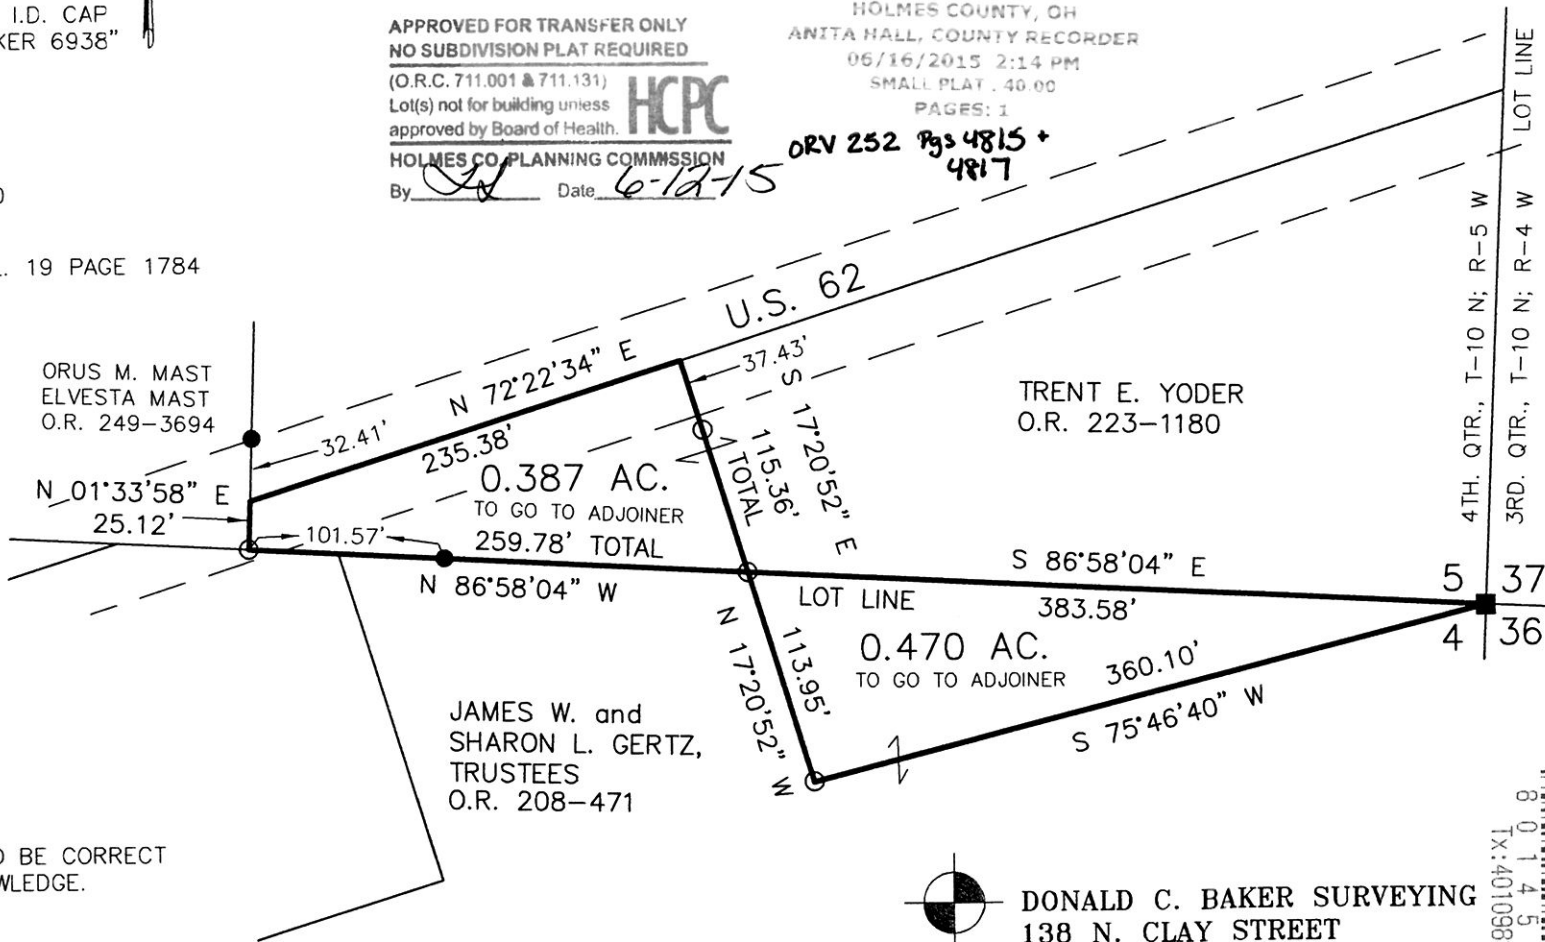 I.D. CAP
KER 6938"
APPROVED FOR TRANSFER ONLY
NO SUBDIVISION PLAT REQUIRED
(O.R.C. 711.001 & 711.131)
Lot(s) not for building unless
approved by Board of Health.
HCPC
HOLMES CO. PLANNING COMMISSION
By Date 6-12-15
HOLMES COUNTY, OH
ANITA HALL, COUNTY RECORDER
06/16/2015 2:14 PM
SMALL PLAT . 40.00
PAGES: 1
ORV 252 Pgs 4815 +
4817
LOT LINE
4TH. QTR., T-10 N; R-5 W
3RD. QTR., T-10 N; R-4 W
. 19 PAGE 1784
U.S. 62
ORUS M. MAST
ELVESTA MAST
O.R. 249-3694
N 72°22'34" E
235.38'
32.41'
37.43'
S 17°20'52" E
115.36'
TOTAL
TRENT E. YODER
O.R. 223-1180
N 01°33'58" E
25.12'
0.387 AC.
TO GO TO ADJOINER
101.57'
259.78' TOTAL
N 86°58'04" W
S 86°58'04" E
383.58'
LOT LINE
5 37
4 36
0.470 AC.
TO GO TO ADJOINER
113.95'
N 17°20'52" W
360.10'
S 75°46'40" W
JAMES W. and
SHARON L. GERTZ,
TRUSTEES
O.R. 208-471
BE CORRECT
WLEDGE.
DONALD C. BAKER SURVEYING
138 N. CLAY STREET
8 0 1 4 5
Tx:401098